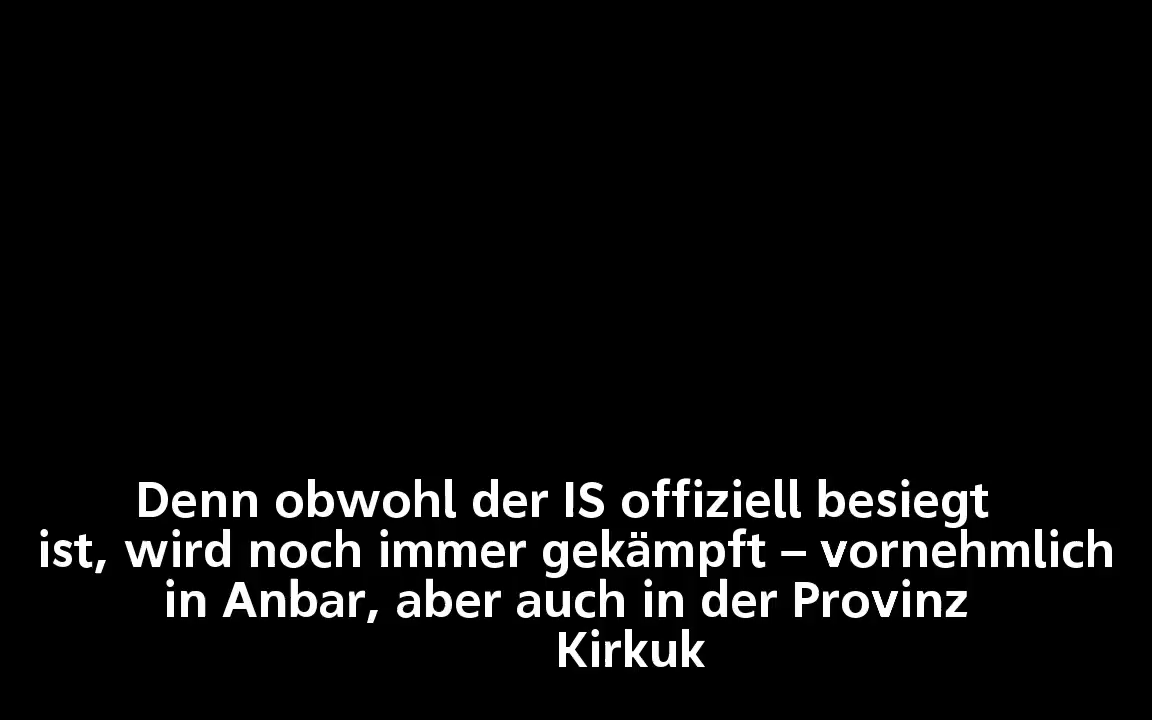 Denn obwohl der IS offiziell besiegt
ist, wird noch immer gekämpft – vornehmlich
in Anbar, aber auch in der Provinz
Kirkuk